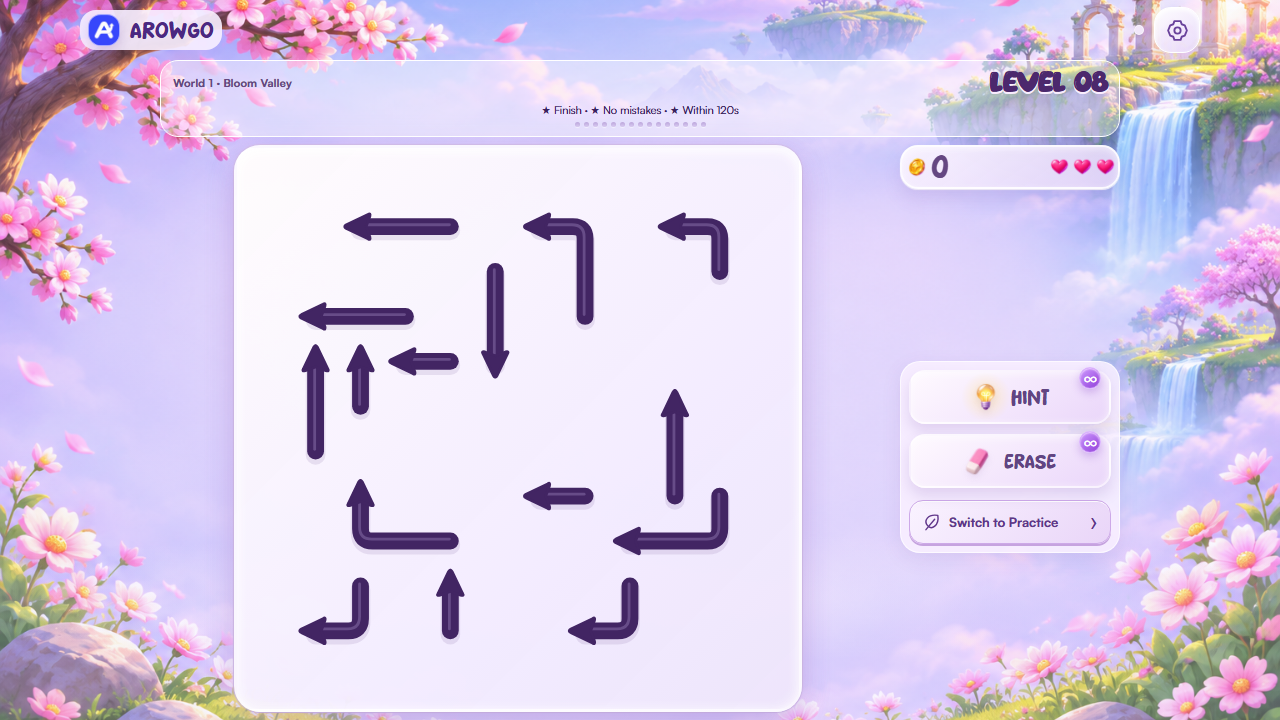 AROWGO
World 1 · Bloom Valley
LEVEL 08
★ Finish · ★ No mistakes · ★ Within 120s
0
∞
HINT
∞
ERASE
Switch to Practice ›